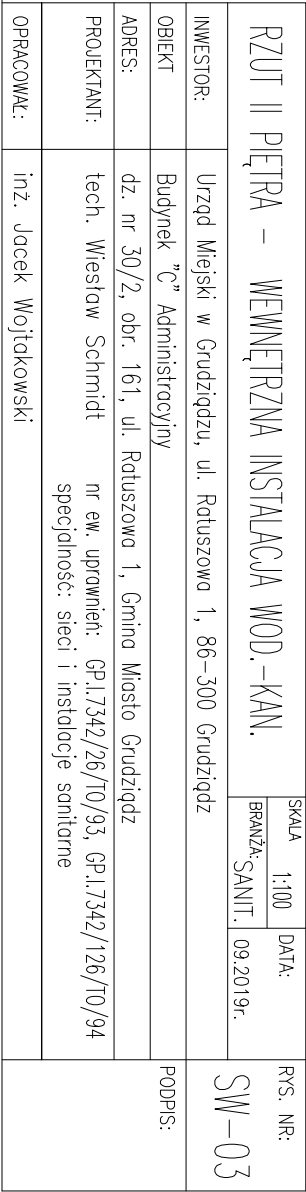 RZUT II PIĘTRA - WEWNĘTRZNA INSTALACJA WOD.-KAN.
SKALA 1:100
BRANŻA: SANIT.
DATA:
09.2019r.
RYS. NR:
SW-03
INWESTOR: Urząd Miejski w Grudziądzu, ul. Ratuszowa 1, 86-300 Grudziądz
OBIEKT Budynek "C" Administracyjny
PODPIS:
ADRES: dz. nr 30/2, obr. 161, ul. Ratuszowa 1, Gmina Miasto Grudziądz
PROJEKTANT: tech. Wiesław Schmidt nr ew. uprawnień: GP.I.7342/26/TO/93, GP.I.7342/126/TO/94
specjalność: sieci i instalacje sanitarne
OPRACOWAŁ: inż. Jacek Wojtakowski